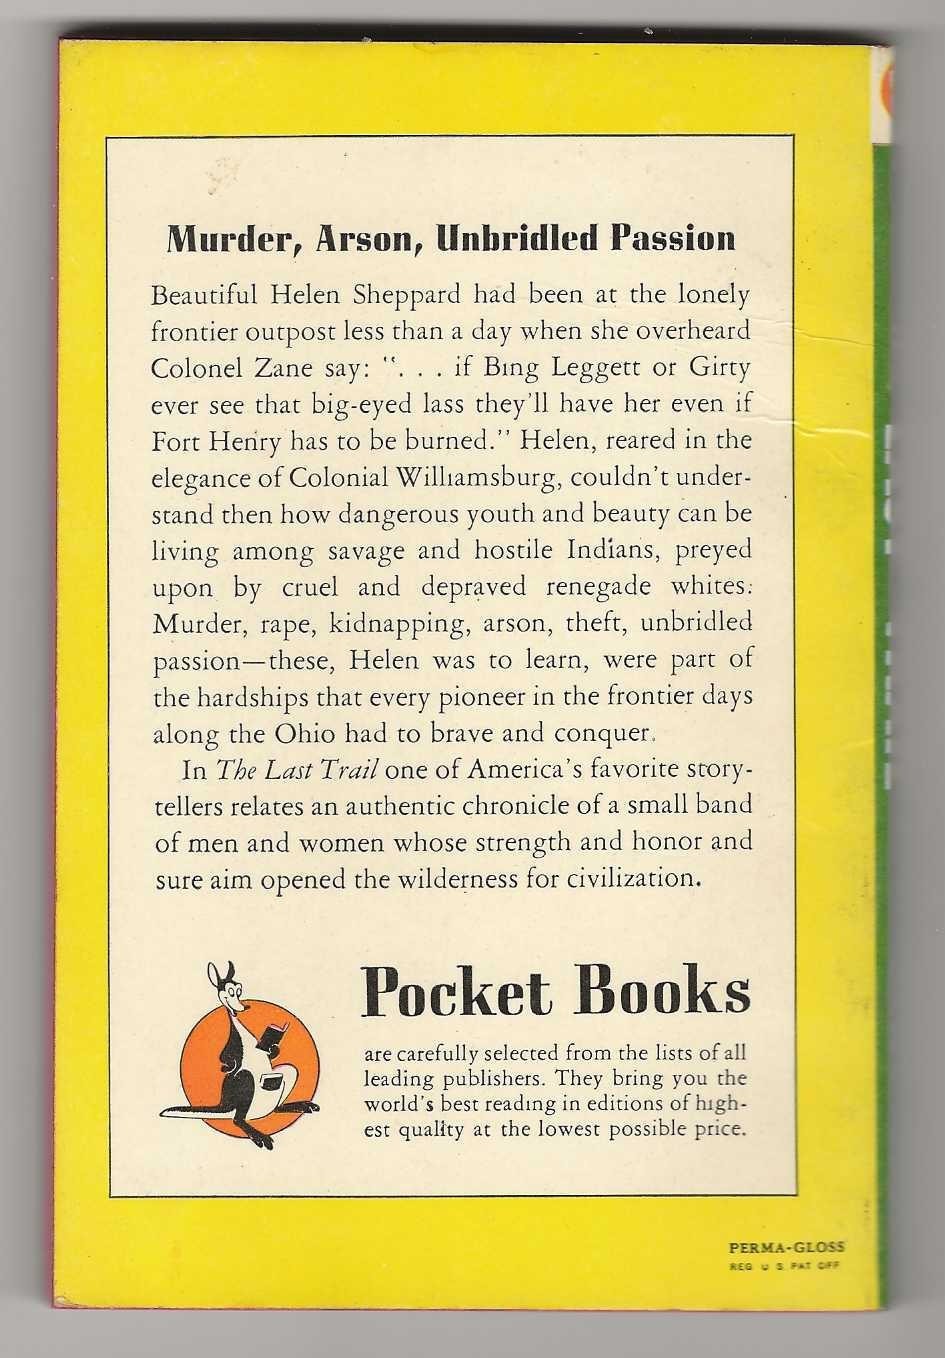 Murder, Arson, Unbridled Passion
Beautiful Helen Sheppard had been at the lonely
frontier outpost less than a day when she overheard
Colonel Zane say: ". . . if Bing Leggett or Girty
ever see that big-eyed lass they'll have her even if
Fort Henry has to be burned." Helen, reared in the
elegance of Colonial Williamsburg, couldn't under-
stand then how dangerous youth and beauty can be
living among savage and hostile Indians, preyed
upon by cruel and depraved renegade whites.
Murder, rape, kidnapping, arson, theft, unbridled
passion—these, Helen was to learn, were part of
the hardships that every pioneer in the frontier days
along the Ohio had to brave and conquer.
In The Last Trail one of America's favorite story-
tellers relates an authentic chronicle of a small band
of men and women whose strength and honor and
sure aim opened the wilderness for civilization.
Pocket Books
are carefully selected from the lists of all
leading publishers. They bring you the
world's best reading in editions of high-
est quality at the lowest possible price.
PERMA-GLOSS
REG. U. S. PAT. OFF.